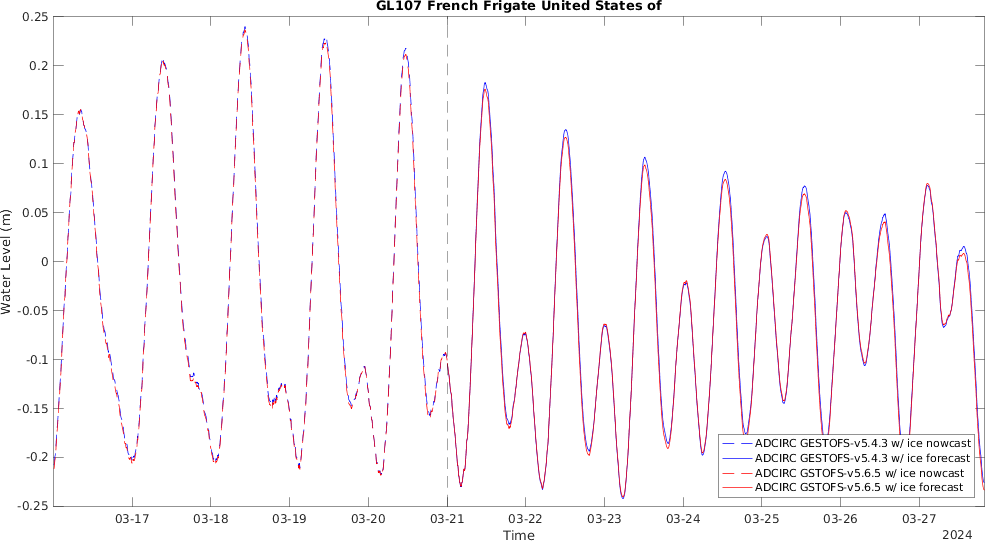 GL107 French Frigate United States of
0.25
0.2
0.15
0.1
0.05
0
-0.05
-0.1
-0.15
-0.2
-0.25
Water Level (m)
ADCIRC GESTOFS-v5.4.3 w/ ice nowcast
ADCIRC GESTOFS-v5.4.3 w/ ice forecast
ADCIRC GSTOFS-v5.6.5 w/ ice nowcast
ADCIRC GSTOFS-v5.6.5 w/ ice forecast
03-17 03-18 03-19 03-20 03-21 03-22 03-23 03-24 03-25 03-26 03-27
Time
2024